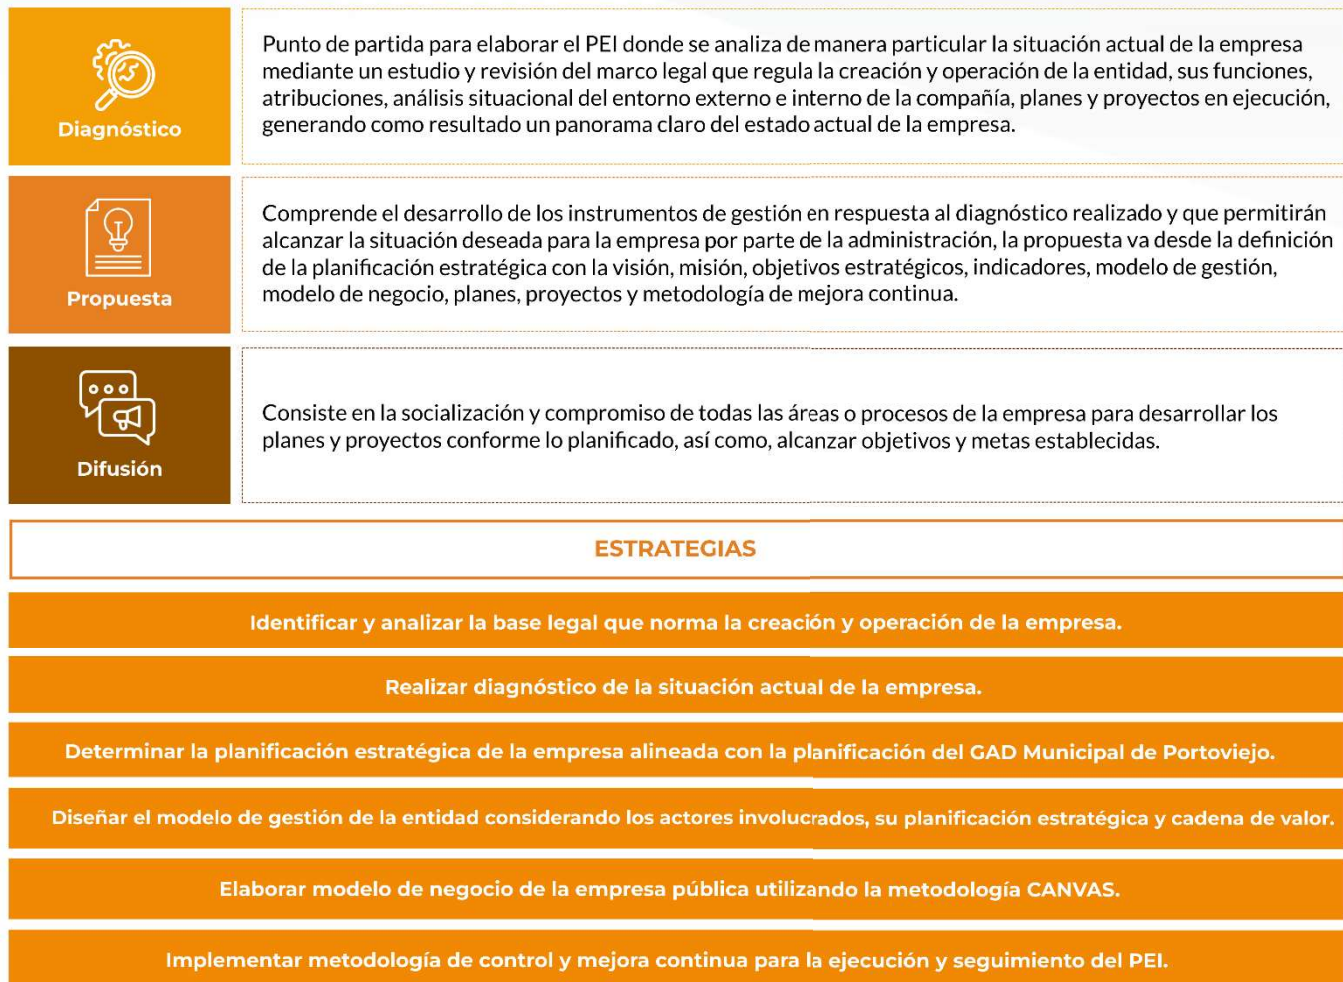 Diagnóstico
Punto de partida para elaborar el PEI donde se analiza de manera particular la situación actual de la empresa
mediante un estudio y revisión del marco legal que regula la creación y operación de la entidad, sus funciones,
atribuciones, análisis situacional del entorno externo e interno de la compañía, planes y proyectos en ejecución,
generando como resultado un panorama claro del estado actual de la empresa.
Propuesta
Comprende el desarrollo de los instrumentos de gestión en respuesta al diagnóstico realizado y que permitirán
alcanzar la situación deseada para la empresa por parte de la administración, la propuesta va desde la definición
de la planificación estratégica con la visión, misión, objetivos estratégicos, indicadores, modelo de gestión,
modelo de negocio, planes, proyectos y metodología de mejora continua.
Difusión
Consiste en la socialización y compromiso de todas las áreas o procesos de la empresa para desarrollar los
planes y proyectos conforme lo planificado, así como, alcanzar objetivos y metas establecidas.
ESTRATEGIAS
Identificar y analizar la base legal que norma la creación y operación de la empresa.
Realizar diagnóstico de la situación actual de la empresa.
Determinar la planificación estratégica de la empresa alineada con la planificación del GAD Municipal de Portoviejo.
Diseñar el modelo de gestión de la entidad considerando los actores involucrados, su planificación estratégica y cadena de valor.
Elaborar modelo de negocio de la empresa pública utilizando la metodología CANVAS.
Implementar metodología de control y mejora continua para la ejecución y seguimiento del PEI.